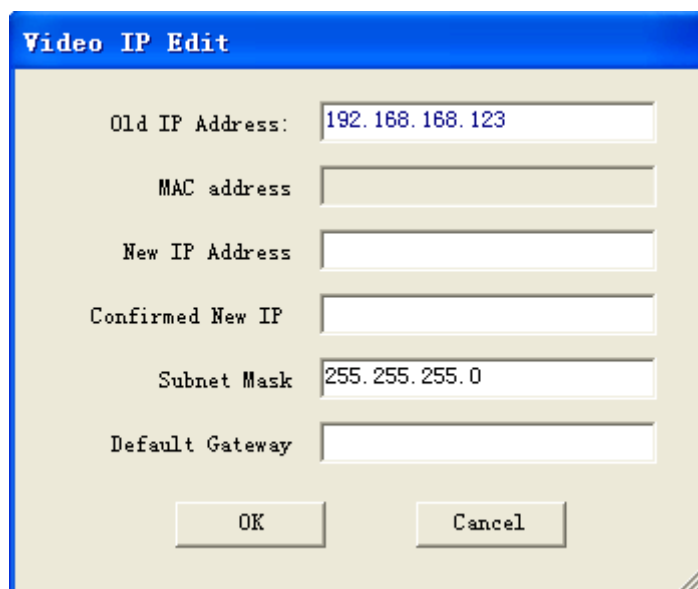 Video IP Edit
Old IP Address: 192.168.168.123
MAC address
New IP Address
Confirmed New IP
Subnet Mask 255.255.255.0
Default Gateway
OK Cancel